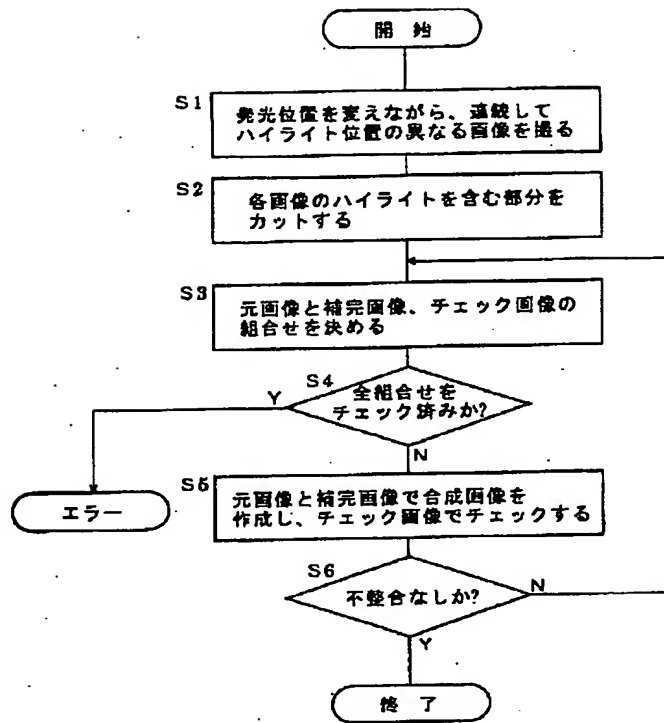 開始
S1
発光位置を変えながら、連続して
ハイライト位置の異なる画像を撮る
S2
各画像のハイライトを含む部分を
カットする
S3
元画像と補完画像、チェック画像の
組合せを決める
S4
全組合せを
チェック済みか?
Y
N
エラー
S5
元画像と補完画像で合成画像を
作成し、チェック画像でチェックする
S6
不整合なしか?
N
Y
終了